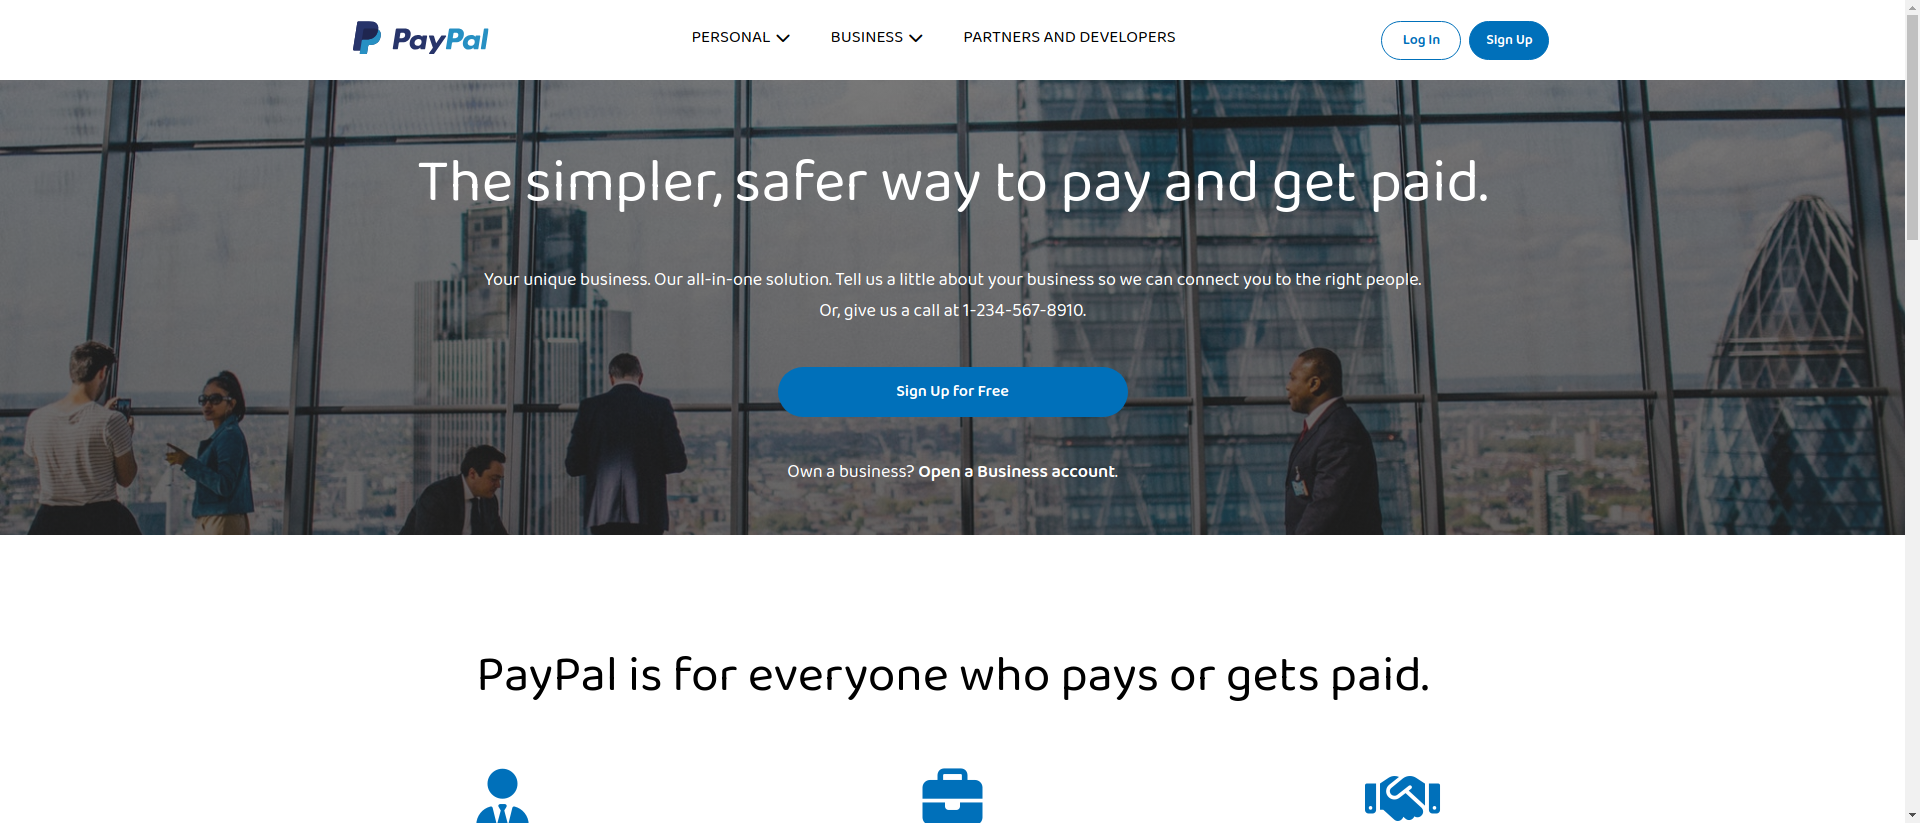 PayPal
PERSONAL
BUSINESS
PARTNERS AND DEVELOPERS
Log In
Sign Up
The simpler, safer way to pay and get paid.
Your unique business. Our all-in-one solution. Tell us a little about your business so we can connect you to the right people.
Or, give us a call at 1-234-567-8910.
Sign Up for Free
Own a business? Open a Business account.
PayPal is for everyone who pays or gets paid.